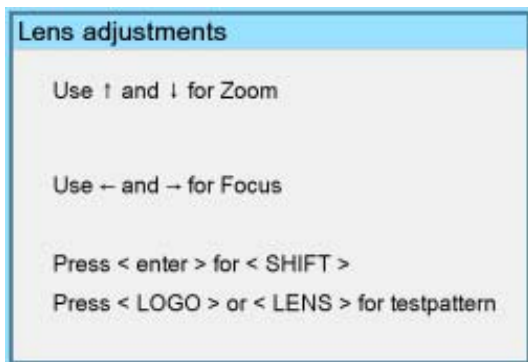 Lens adjustments
Use ↑ and ↓ for Zoom
Use ← and → for Focus
Press < enter > for < SHIFT >
Press < LOGO > or < LENS > for testpattern